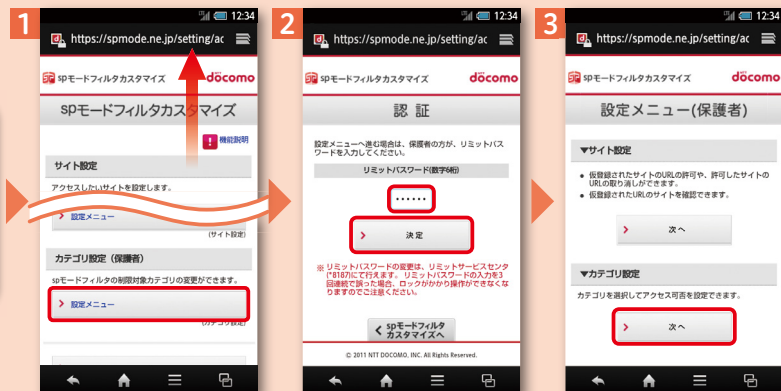 1
12:34
https://spmode.ne.jp/setting/ac
spモードフィルタカスタマイズ
döcomo
spモードフィルタカスタマイズ
機能説明
サイト設定
アクセスしたいサイトを設定します。
設定メニュー
(サイト設定)
カテゴリ設定（保護者）
spモードフィルタの制限対象カテゴリの変更ができます。
設定メニュー
(カテゴリ設定)
2
12:34
https://spmode.ne.jp/setting/ac
spモードフィルタカスタマイズ
döcomo
認 証
設定メニューへ進む場合は、保護者の方が、リミットパス
ワードを入力してください。
リミットパスワード(数字6桁)
••••••
決定
※ リミットパスワードの変更は、リミットサービスセンタ
(*8187)にて行えます。 リミットパスワードの入力を3
回連続で誤った場合、ロックがかかり操作ができなくな
りますのでご注意ください。
spモードフィルタ
カスタマイズへ
© 2011 NTT DOCOMO, INC. All Rights Reserved.
3
12:34
https://spmode.ne.jp/setting/ac
spモードフィルタカスタマイズ
döcomo
設定メニュー(保護者)
▼サイト設定
• 仮登録されたサイトのURLの許可や、許可したサイトの
URLの取り消しができます。
• 仮登録されたURLのサイトを確認できます。
次へ
▼カテゴリ設定
カテゴリを選択してアクセス可否を設定できます。
次へ